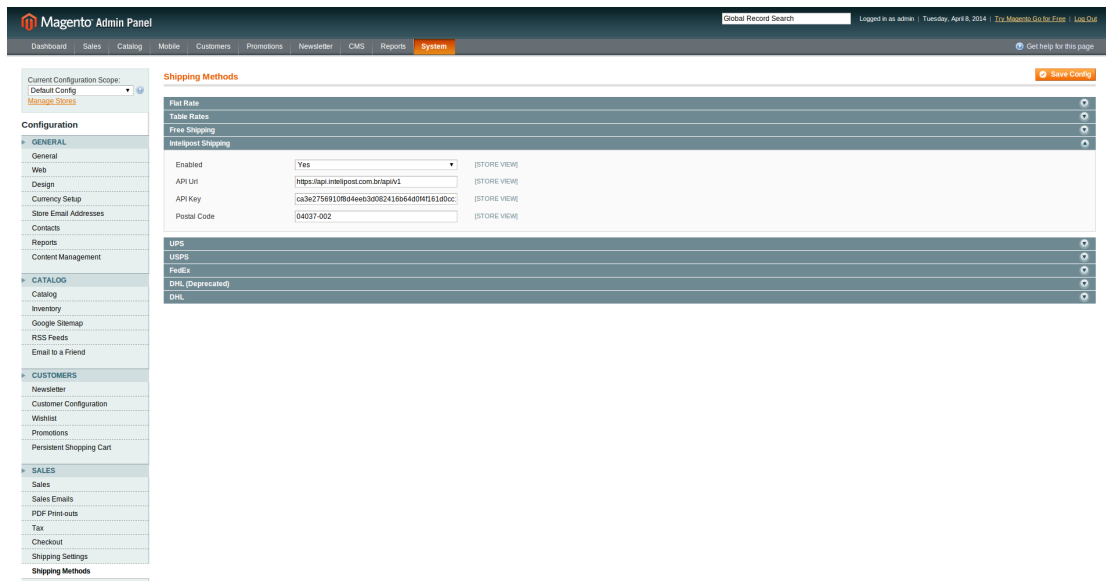 Magento Admin Panel
Global Record Search
Logged in as admin | Tuesday, April 8, 2014 | Try Magento Go for Free | Log Out
Dashboard Sales Catalog Mobile Customers Promotions Newsletter CMS Reports System
Get help for this page
Current Configuration Scope:
Default Config
Manage Stores
Configuration
GENERAL
General
Web
Design
Currency Setup
Store Email Addresses
Contacts
Reports
Content Management
CATALOG
Catalog
Inventory
Google Sitemap
RSS Feeds
Email to a Friend
CUSTOMERS
Newsletter
Customer Configuration
Wishlist
Promotions
Persistent Shopping Cart
SALES
Sales
Sales Emails
PDF Print-outs
Tax
Checkout
Shipping Settings
Shipping Methods
Shipping Methods
Save Config
Flat Rate
Table Rates
Free Shipping
Intelipost Shipping
Enabled Yes [STORE VIEW]
API Url https://api.intelipost.com.br/api/v1 [STORE VIEW]
API Key [STORE VIEW]
Postal Code 04037-002 [STORE VIEW]
UPS
USPS
FedEx
DHL (Deprecated)
DHL